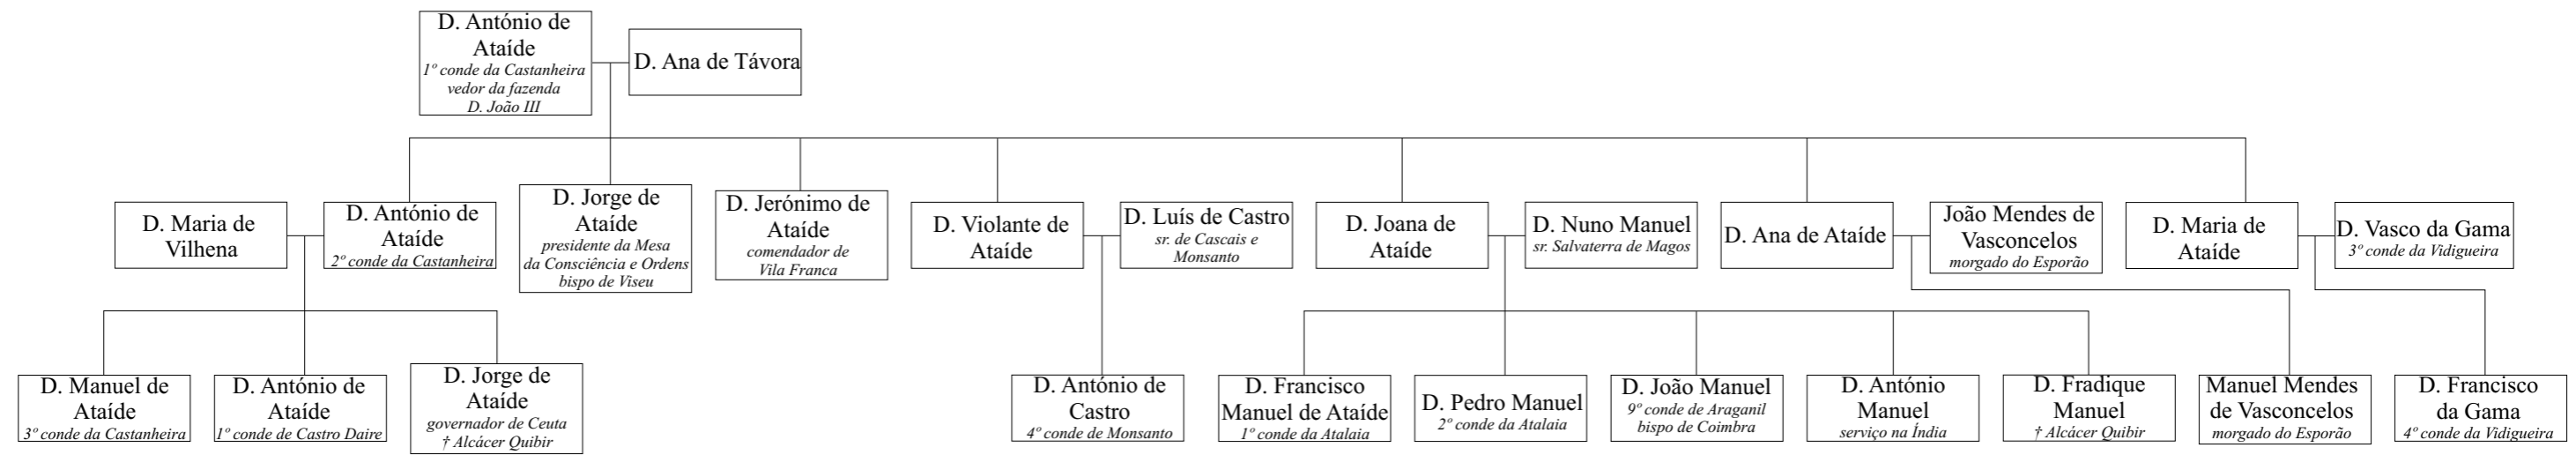 D. António de
Ataíde
1º conde da Castanheira
vedor da fazenda
D. João III
D. Ana de Távora
D. Maria de
Vilhena
D. António de
Ataíde
2º conde da Castanheira
D. Jorge de
Ataíde
presidente da Mesa
da Consciência e Ordens
bispo de Viseu
D. Jerónimo de
Ataíde
comendador de
Vila Franca
D. Violante de
Ataíde
D. Luís de Castro
sr. de Cascais e
Monsanto
D. Joana de
Ataíde
D. Nuno Manuel
sr. Salvaterra de Magos
D. Ana de Ataíde
João Mendes de
Vasconcelos
morgado do Esporão
D. Maria de
Ataíde
D. Vasco da Gama
3º conde da Vidigueira
D. Manuel de
Ataíde
3º conde da Castanheira
D. António de
Ataíde
1º conde de Castro Daire
D. Jorge de
Ataíde
governador de Ceuta
† Alcácer Quibir
D. António de
Castro
4º conde de Monsanto
D. Francisco
Manuel de Ataíde
1º conde da Atalaia
D. Pedro Manuel
2º conde da Atalaia
D. João Manuel
9º conde de Araganil
bispo de Coimbra
D. António
Manuel
serviço na Índia
D. Fradique
Manuel
† Alcácer Quibir
Manuel Mendes
de Vasconcelos
morgado do Esporão
D. Francisco
da Gama
4º conde da Vidigueira